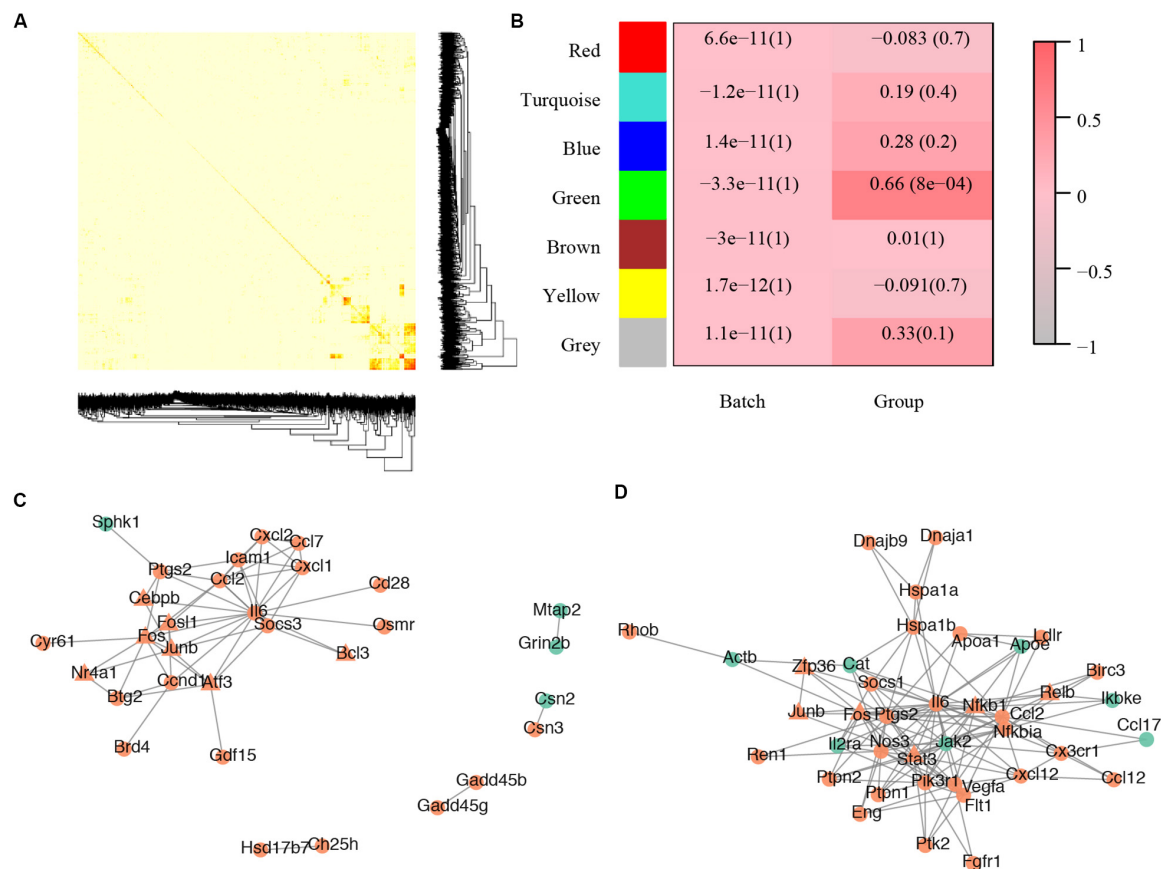 A
B
Red
6.6e−11(1)
−0.083 (0.7)
Turquoise
−1.2e−11(1)
0.19 (0.4)
Blue
1.4e−11(1)
0.28 (0.2)
Green
−3.3e−11(1)
0.66 (8e−04)
Brown
−3e−11(1)
0.01(1)
Yellow
1.7e−12(1)
−0.091(0.7)
Grey
1.1e−11(1)
0.33(0.1)
Batch
Group
1
0.5
0
−0.5
−1
C
Sphk1
Cxcl2
Ccl7
Icam1
Ptgs2
Ccl2
Cxcl1
Cd28
Cebpb
Il6
Fosl1
Socs3
Osmr
Cyr61
Fos
Junb
Bcl3
Nr4a1
Ccnd1
Atf3
Btg2
Brd4
Gdf15
Mtap2
Grin2b
Csn2
Csn3
Gadd45b
Gadd45g
Hsd17b7
Ch25h
D
Dnajb9
Dnaja1
Hspa1a
Hspa1b
Rhob
Apoa1
Ldlr
Apoe
Actb
Zfp36
Cat
Birc3
Socs1
Relb
Ikbke
Il6
Nfkb1
Junb
Fos
Ptgs2
Ccl2
Ccl17
Nfkbia
Il2ra
Nos3
Jak2
Cx3cr1
Ren1
Stat3
Ptpn2
Pik3r1
Cxcl12
Ccl12
Ptpn1
Vegfa
Flt1
Eng
Ptk2
Fgfr1